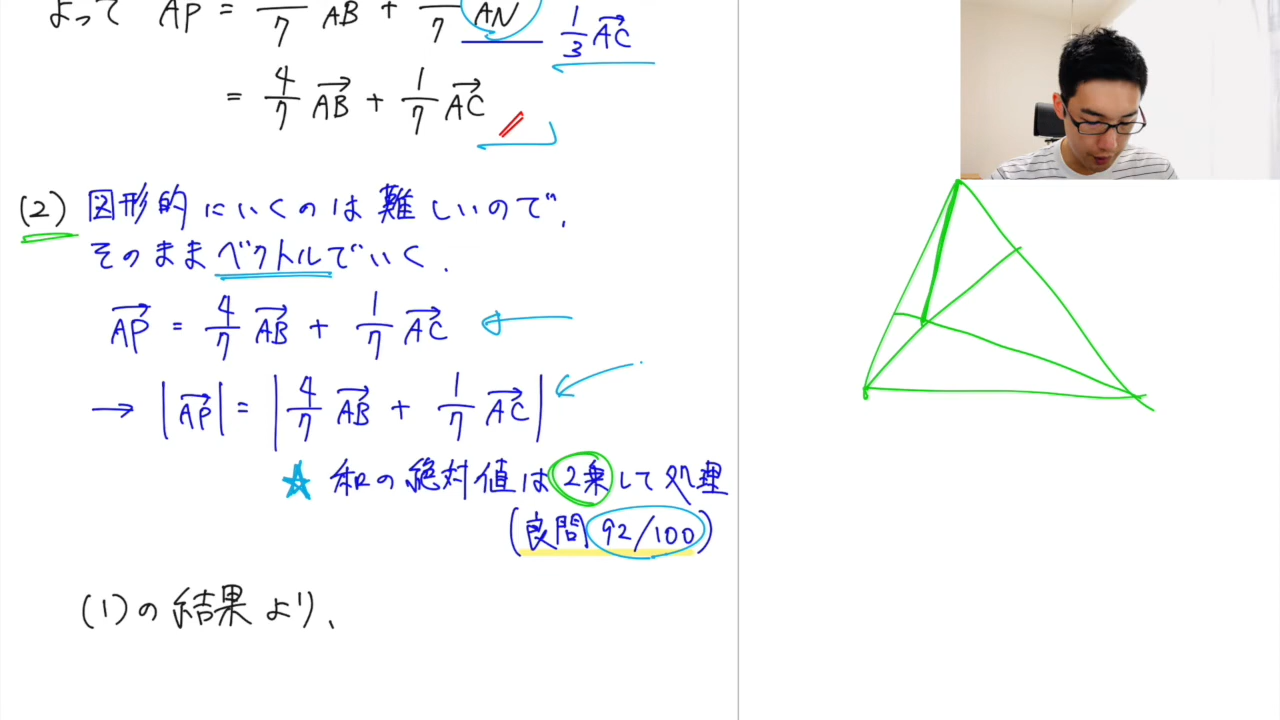 よって AP = /7 AB + /7 AN 1/3 AC
= 4/7 AB + 1/7 AC
(2) 図形的にいくのは難しいので,
そのままベクトルでいく.
AP = 4/7 AB + 1/7 AC
→ |AP| = |4/7 AB + 1/7 AC|
☆ 和の絶対値は2乗して処理
(良問 92/100)
(1)の結果より、